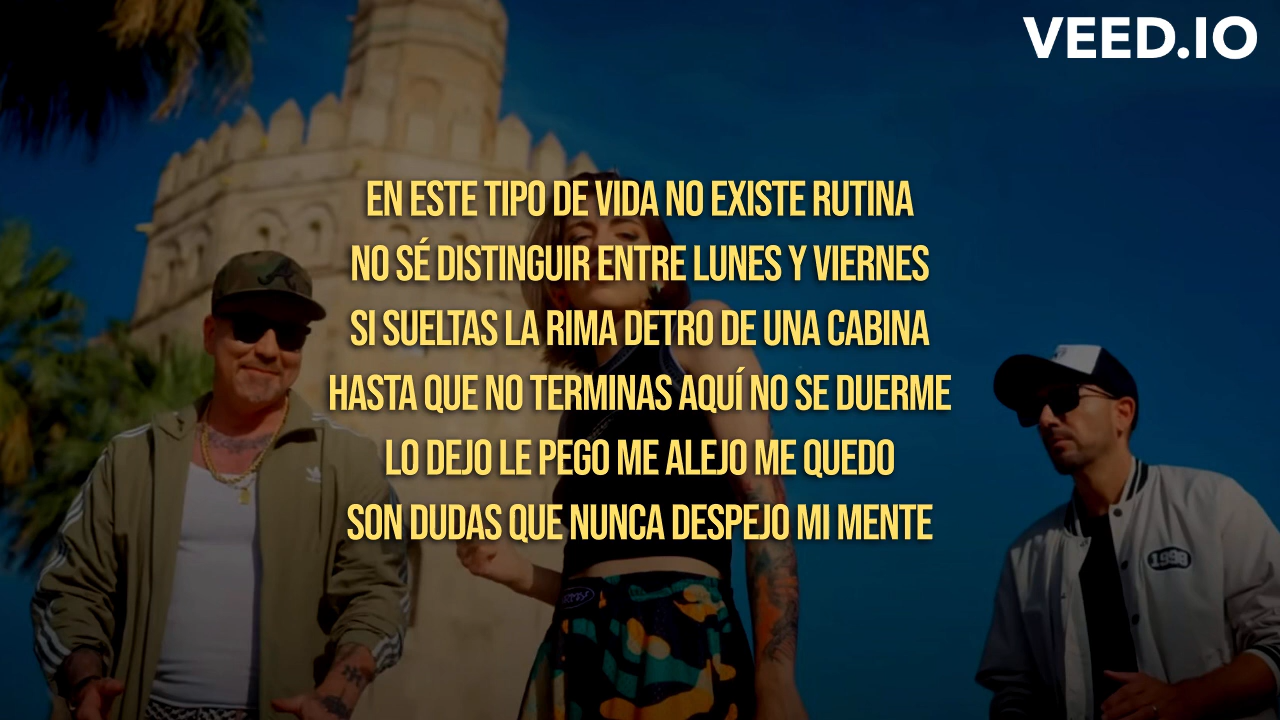 VEED.IO
EN ESTE TIPO DE VIDA NO EXISTE RUTINA
NO SÉ DISTINGUIR ENTRE LUNES Y VIERNES
SI SUELTAS LA RIMA DETRO DE UNA CABINA
HASTA QUE NO TERMINAS AQUÍ NO SE DUERME
LO DEJO LE PEGO ME ALEJO ME QUEDO
SON DUDAS QUE NUNCA DESPEJO MI MENTE
1993